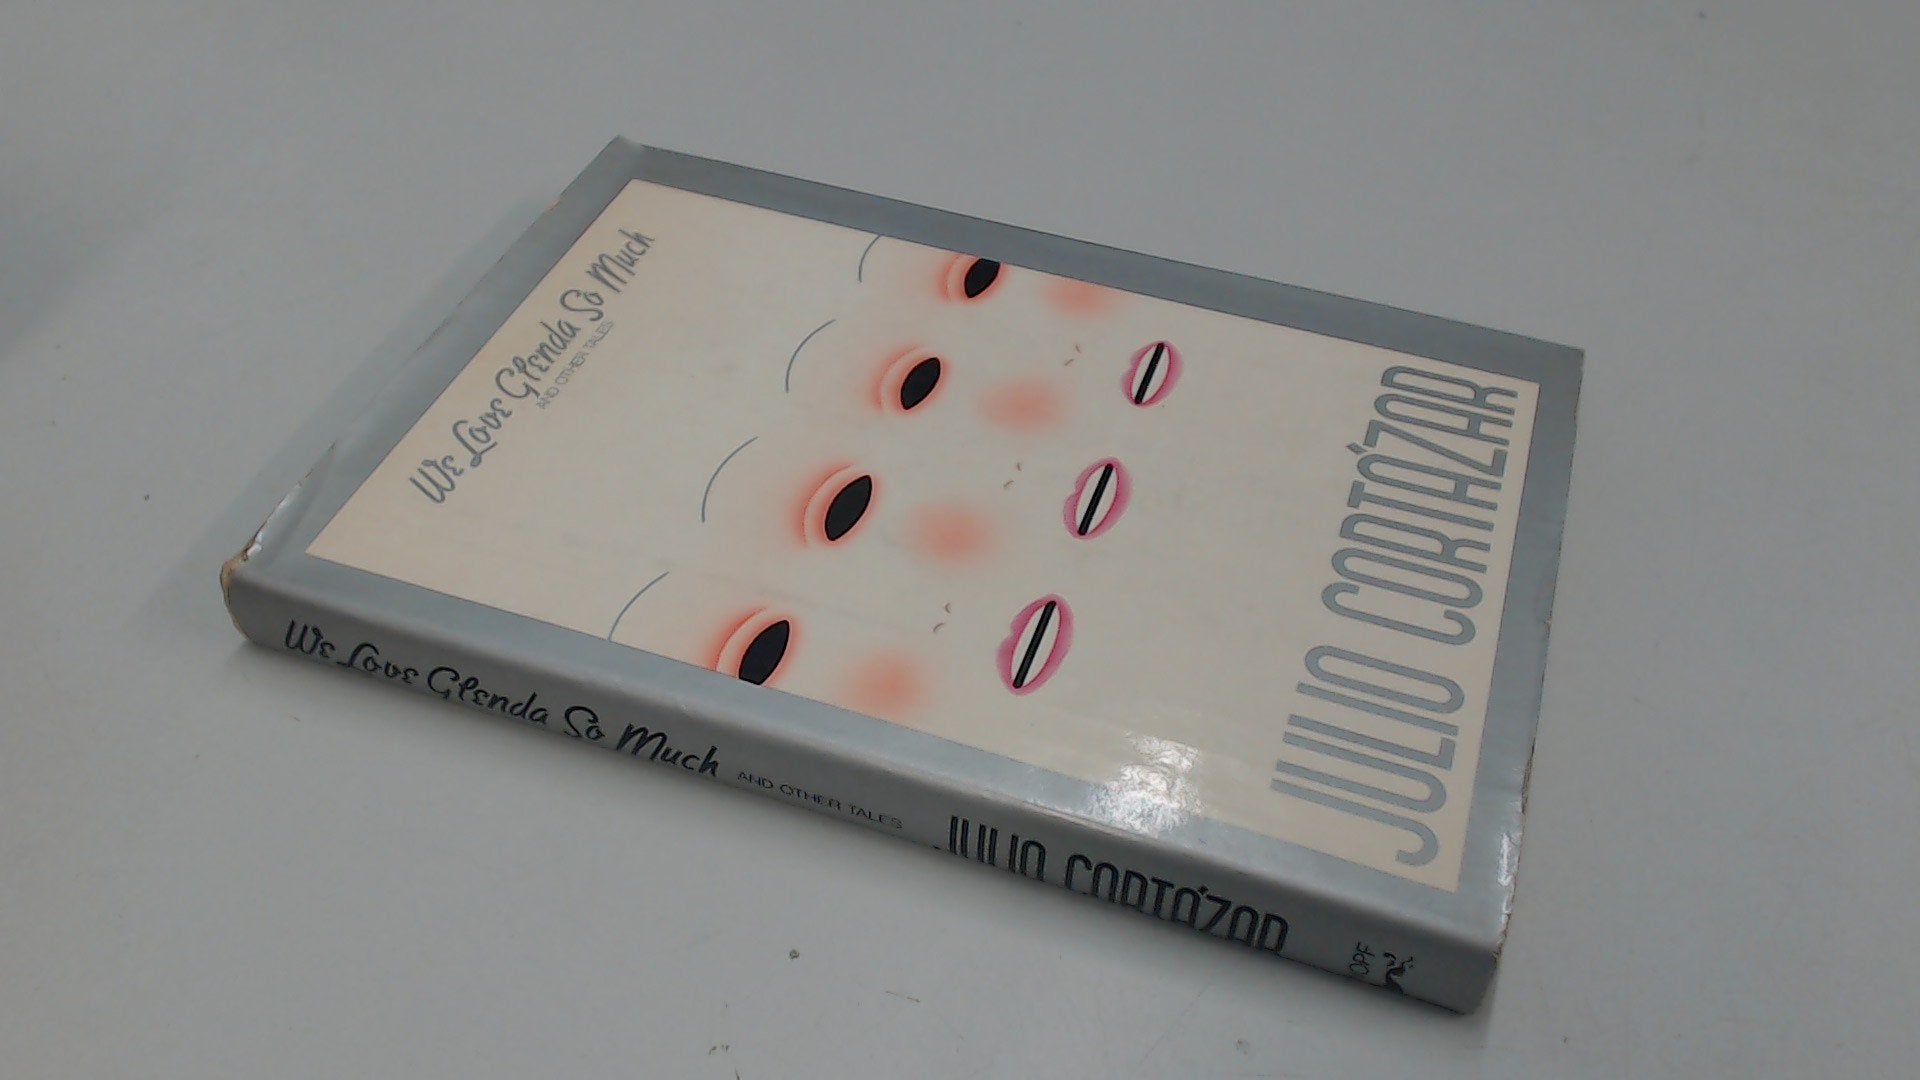 We Love Glenda So Much
AND OTHER TALES
JULIO CORTÁZAR
We Love Glenda So Much
AND OTHER TALES
JULIO CORTÁZAR
OPF